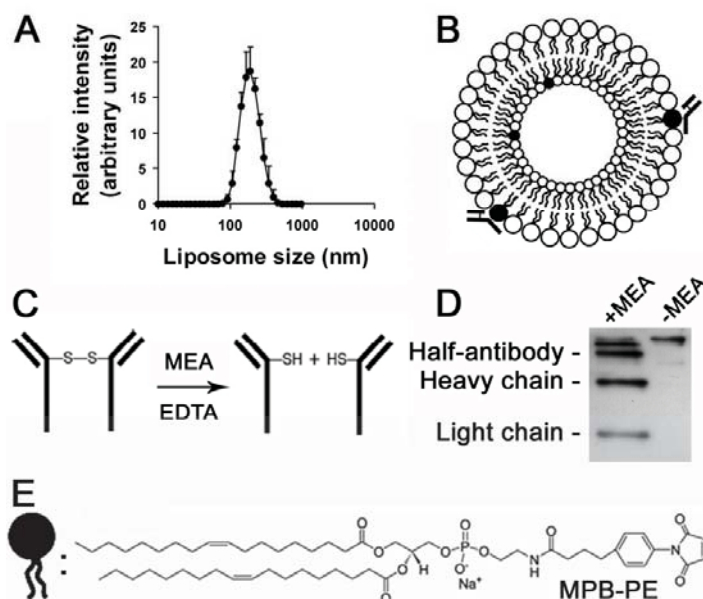 A
Relative intensity
(arbitrary units)
25
20
15
10
5
0
10
100
1000
10000
Liposome size (nm)
B
C
S
S
MEA
EDTA
SH + HS
D
+MEA
-MEA
Half-antibody -
Heavy chain -
Light chain -
E
:
O
O
O
O
H
O
P
O
O-
Na+
O
N
H
O
N
O
O
MPB-PE